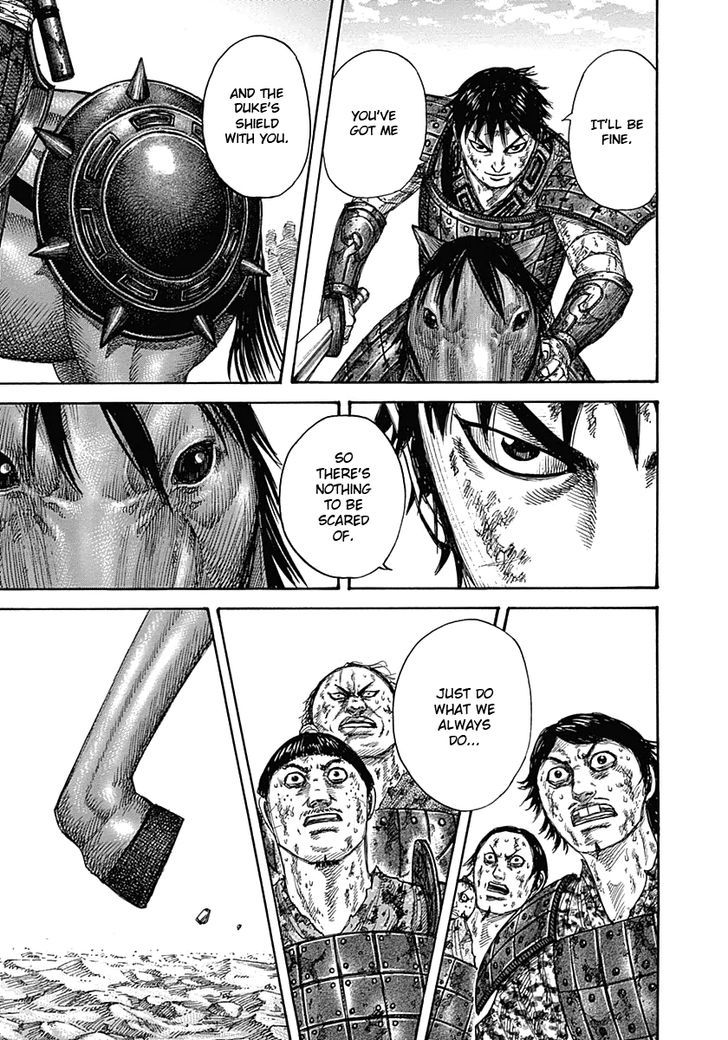 IT'LL BE
FINE.
YOU'VE
GOT ME
AND THE
DUKE'S
SHIELD
WITH YOU.
SO
THERE'S
NOTHING
TO BE
SCARED
OF.
JUST DO
WHAT WE
ALWAYS
DO...